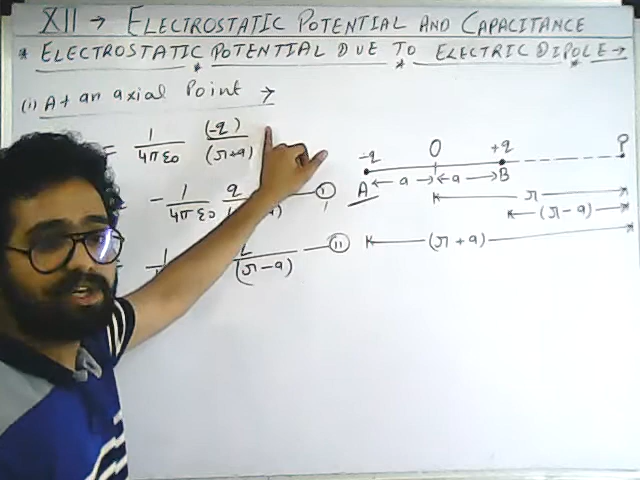 XII → ELECTROSTATIC POTENTIAL AND CAPACITANCE
* ELECTROSTATIC POTENTIAL DUE TO ELECTRIC DIPOLE →
(i) At an axial Point →
= 1/4πε0 (-q)/(r+a)
- 1/4πε0 q — (I)
(r-a) — (II)
-q O +q P
A a a B
r
(r-a)
(r+a)